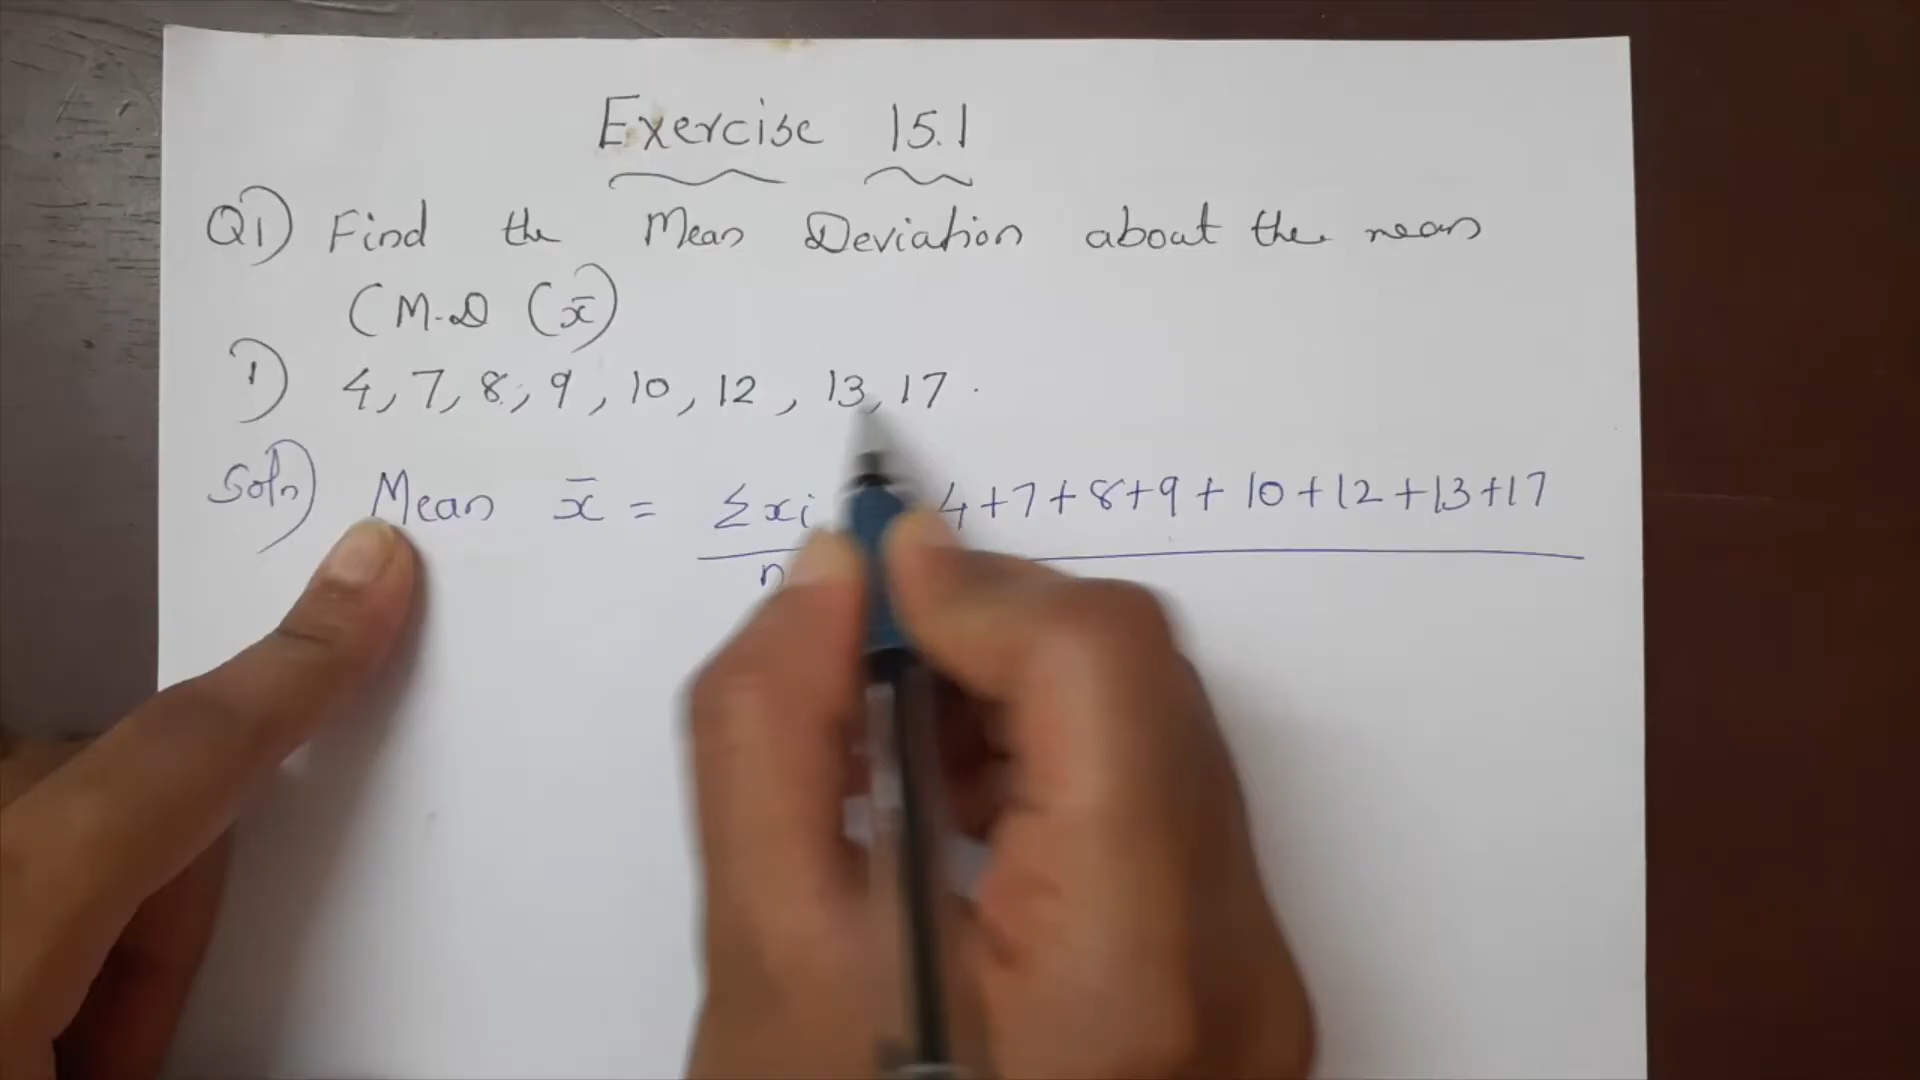 Exercise 15.1
Q1) Find the Mean Deviation about the mean
(M.D (x̄)
1) 4, 7, 8, 9, 10, 12, 13, 17.
Soln) Mean x̄ = Σxi 4+7+8+9+10+12+13+17
n